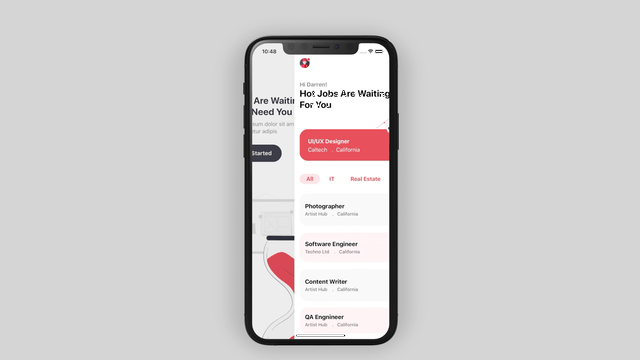 10:48
Are Waitin
Need You
sum dolor sit am
tur adipis
Started
Hi Darren!
Hot Jobs Are Waiting
For You
UI/UX Designer
Caltech . California
All IT Real Estate
Photographer
Artist Hub . California
Software Engineer
Techno Ltd . California
Content Writer
Artist Hub . California
QA Engnineer
Artist Hub . California